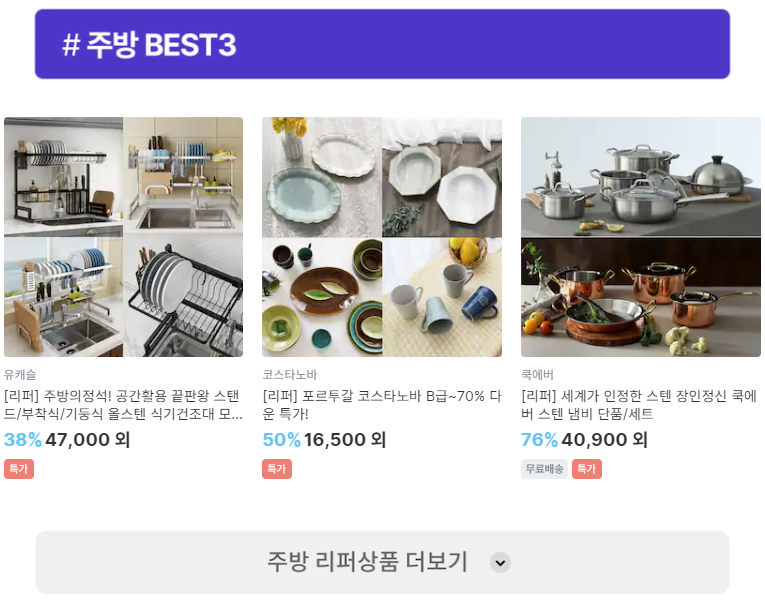 # 주방 BEST3
유캐슬
[리퍼] 주방의정석! 공간활용 끝판왕 스탠
드/부착식/기둥식 올스텐 식기건조대 모...
38% 47,000 외
특가
코스타노바
[리퍼] 포르투갈 코스타노바 B급~70% 다
운 특가!
50% 16,500 외
특가
쿡에버
[리퍼] 세계가 인정한 스텐 장인정신 쿡에
버 스텐 냄비 단품/세트
76% 40,900 외
무료배송 특가
주방 리퍼상품 더보기